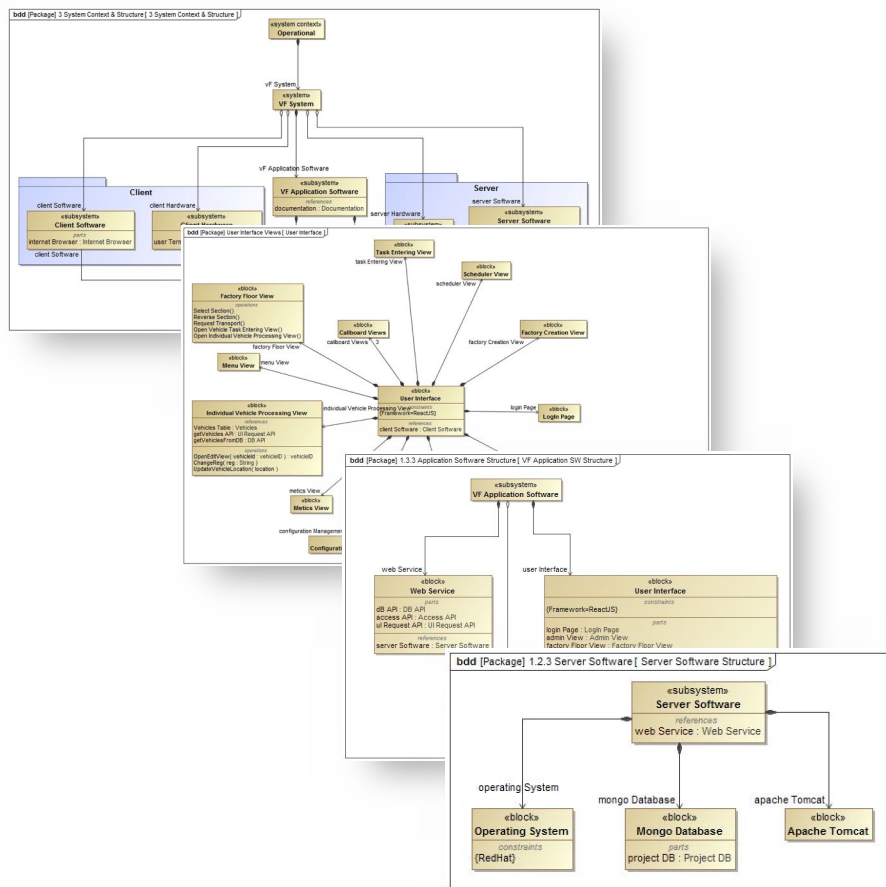 bdd [Package] 3 System Context & Structure [ 3 System Context & Structure ]
«system context»
Operational
vF System
«system»
VF System
vF Application Software
«subsystem»
VF Application Software
references
documentation : Documentation
Client
client Software
«subsystem»
Client Software
parts
internet Browser : Internet Browser
client Software
client Hardware
«subsystem»
Server
server Software
«subsystem»
Server Software
server Hardware
bdd [Package] User Interface Views [ User Interface ]
«block»
Task Entering View
task Entering View
«block»
Scheduler View
scheduler View
«block»
Factory Floor View
operations
Select Section()
Reverse Section()
Request Transport()
Open Vehicle Task Entering View()
Open Individual Vehicle Processing View()
factory Floor View
«block»
Callboard Views
callboard Views
3
«block»
Factory Creation View
factory Creation View
«block»
Menu View
menu View
«block»
User Interface
constraints
{Framework=ReactJS}
references
client Software : Client Software
login Page
«block»
LogIn Page
individual Vehicle Processing View
«block»
Individual Vehicle Processing View
references
Vehicles Table : Vehicles
getVehicles API : UI Request API
getVehiclesFromDB : DB API
operations
OpenEditView( vehicleId : vehicleID ) : vehicleID
ChangeReg( reg : String )
UpdateVehicleLocation( location )
metics View
«block»
Metics View
bdd [Package] 1.3.3 Application Software Structure [ VF Application SW Structure ]
«subsystem»
VF Application Software
web Service
«block»
Web Service
parts
dB API : DB API
access API : Access API
uI Request API : UI Request API
references
server Software : Server Software
user Interface
«block»
User Interface
constraints
{Framework=ReactJS}
parts
login Page : LogIn Page
admin View : Admin View
factory Floor View : Factory Floor View
bdd [Package] 1.2.3 Server Software [ Server Software Structure ]
«subsystem»
Server Software
references
web Service : Web Service
operating System
«block»
Operating System
constraints
{RedHat}
mongo Database
«block»
Mongo Database
parts
project DB : Project DB
apache Tomcat
«block»
Apache Tomcat